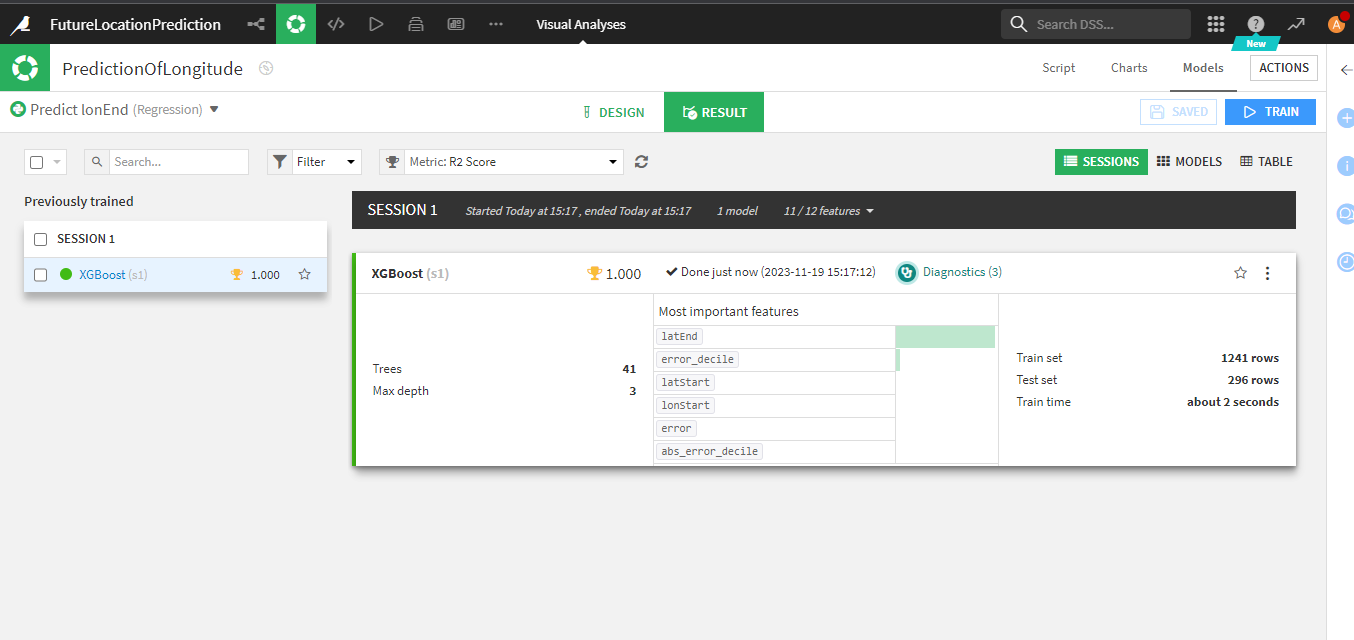 FutureLocationPrediction
Visual Analyses
Search DSS...
?
New
A
PredictionOfLongitude
Script
Charts
Models
ACTIONS
Predict lonEnd (Regression)
DESIGN
RESULT
SAVED
TRAIN
Search...
Filter
Metric: R2 Score
SESSIONS
MODELS
TABLE
Previously trained
SESSION 1
XGBoost (s1)
1.000
SESSION 1
Started Today at 15:17 , ended Today at 15:17
1 model
11 / 12 features
XGBoost (s1)
1.000
Done just now (2023-11-19 15:17:12)
Diagnostics (3)
Trees 41
Max depth 3
Most important features
latEnd
error_decile
latStart
lonStart
error
abs_error_decile
Train set 1241 rows
Test set 296 rows
Train time about 2 seconds